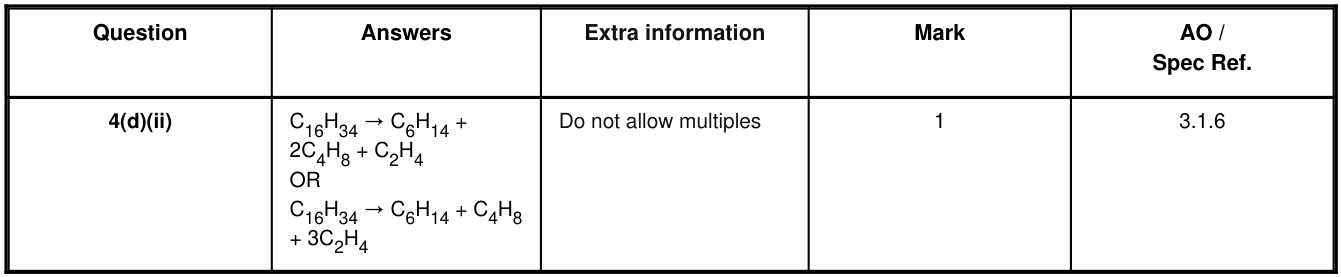 Question Answers Extra information Mark AO /
Spec Ref.
4(d)(ii) C₁₆H₃₄ → C₆H₁₄ + Do not allow multiples 1 3.1.6
2C₄H₈ + C₂H₄
OR
C₁₆H₃₄ → C₆H₁₄ + C₄H₈
+ 3C₂H₄